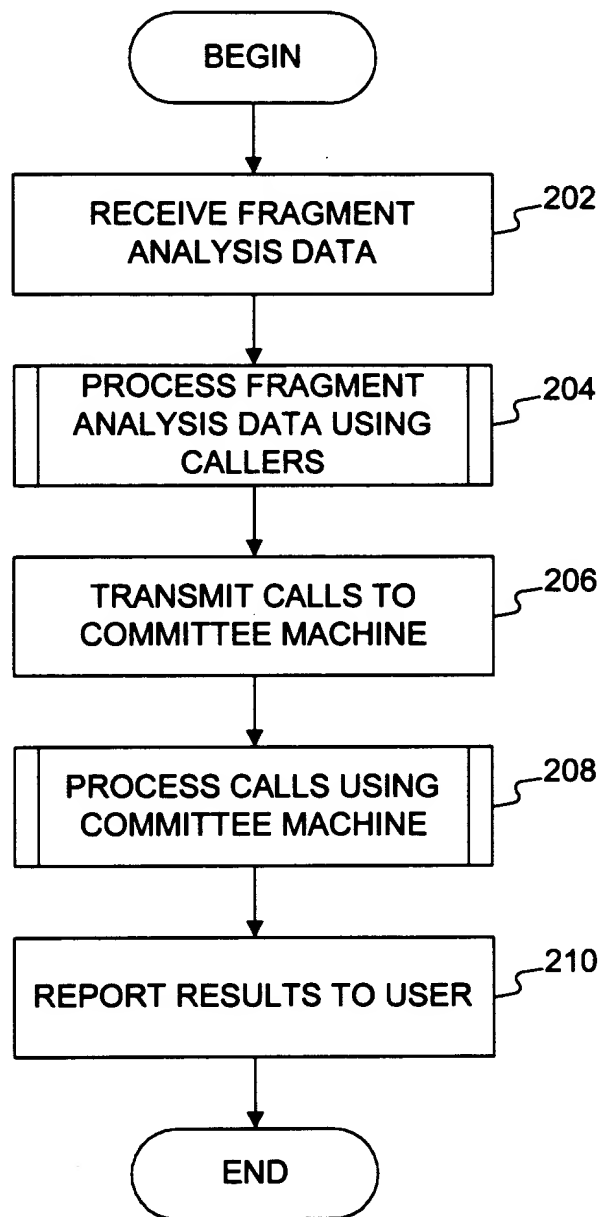 BEGIN
RECEIVE FRAGMENT
ANALYSIS DATA
202
PROCESS FRAGMENT
ANALYSIS DATA USING
CALLERS
204
TRANSMIT CALLS TO
COMMITTEE MACHINE
206
PROCESS CALLS USING
COMMITTEE MACHINE
208
REPORT RESULTS TO USER
210
END